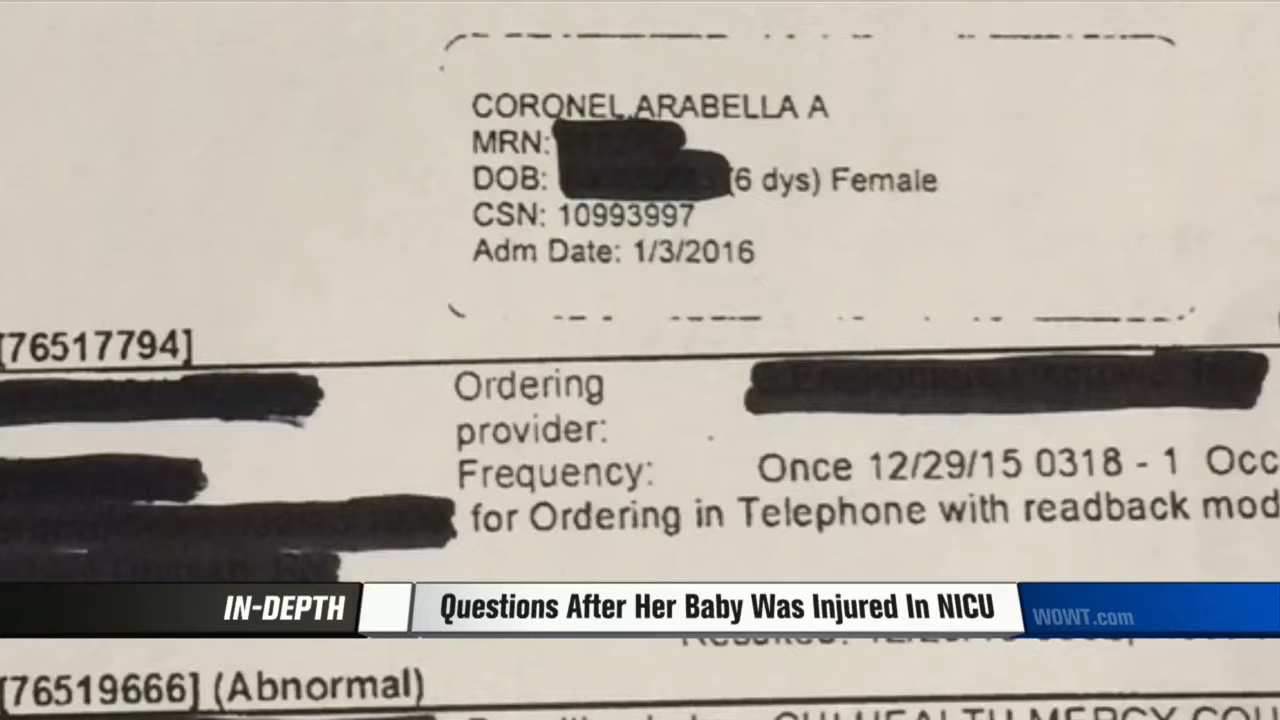 CORONEL,ARABELLA A
MRN:
DOB: (6 dys) Female
CSN: 10993997
Adm Date: 1/3/2016
[76517794]
Ordering
provider:
Frequency: Once 12/29/15 0318 - 1 Occ
for Ordering in Telephone with readback mod
IN-DEPTH Questions After Her Baby Was Injured In NICU WOWT.com
[76519666] (Abnormal)